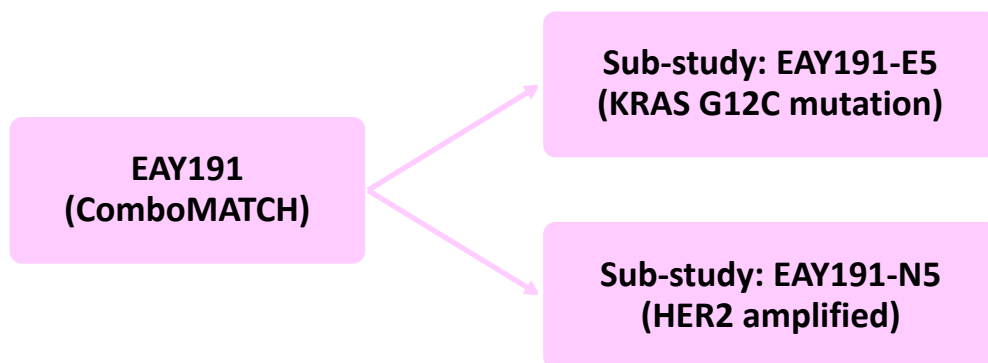 EAY191
(ComboMATCH)
Sub-study: EAY191-E5
(KRAS G12C mutation)
Sub-study: EAY191-N5
(HER2 amplified)